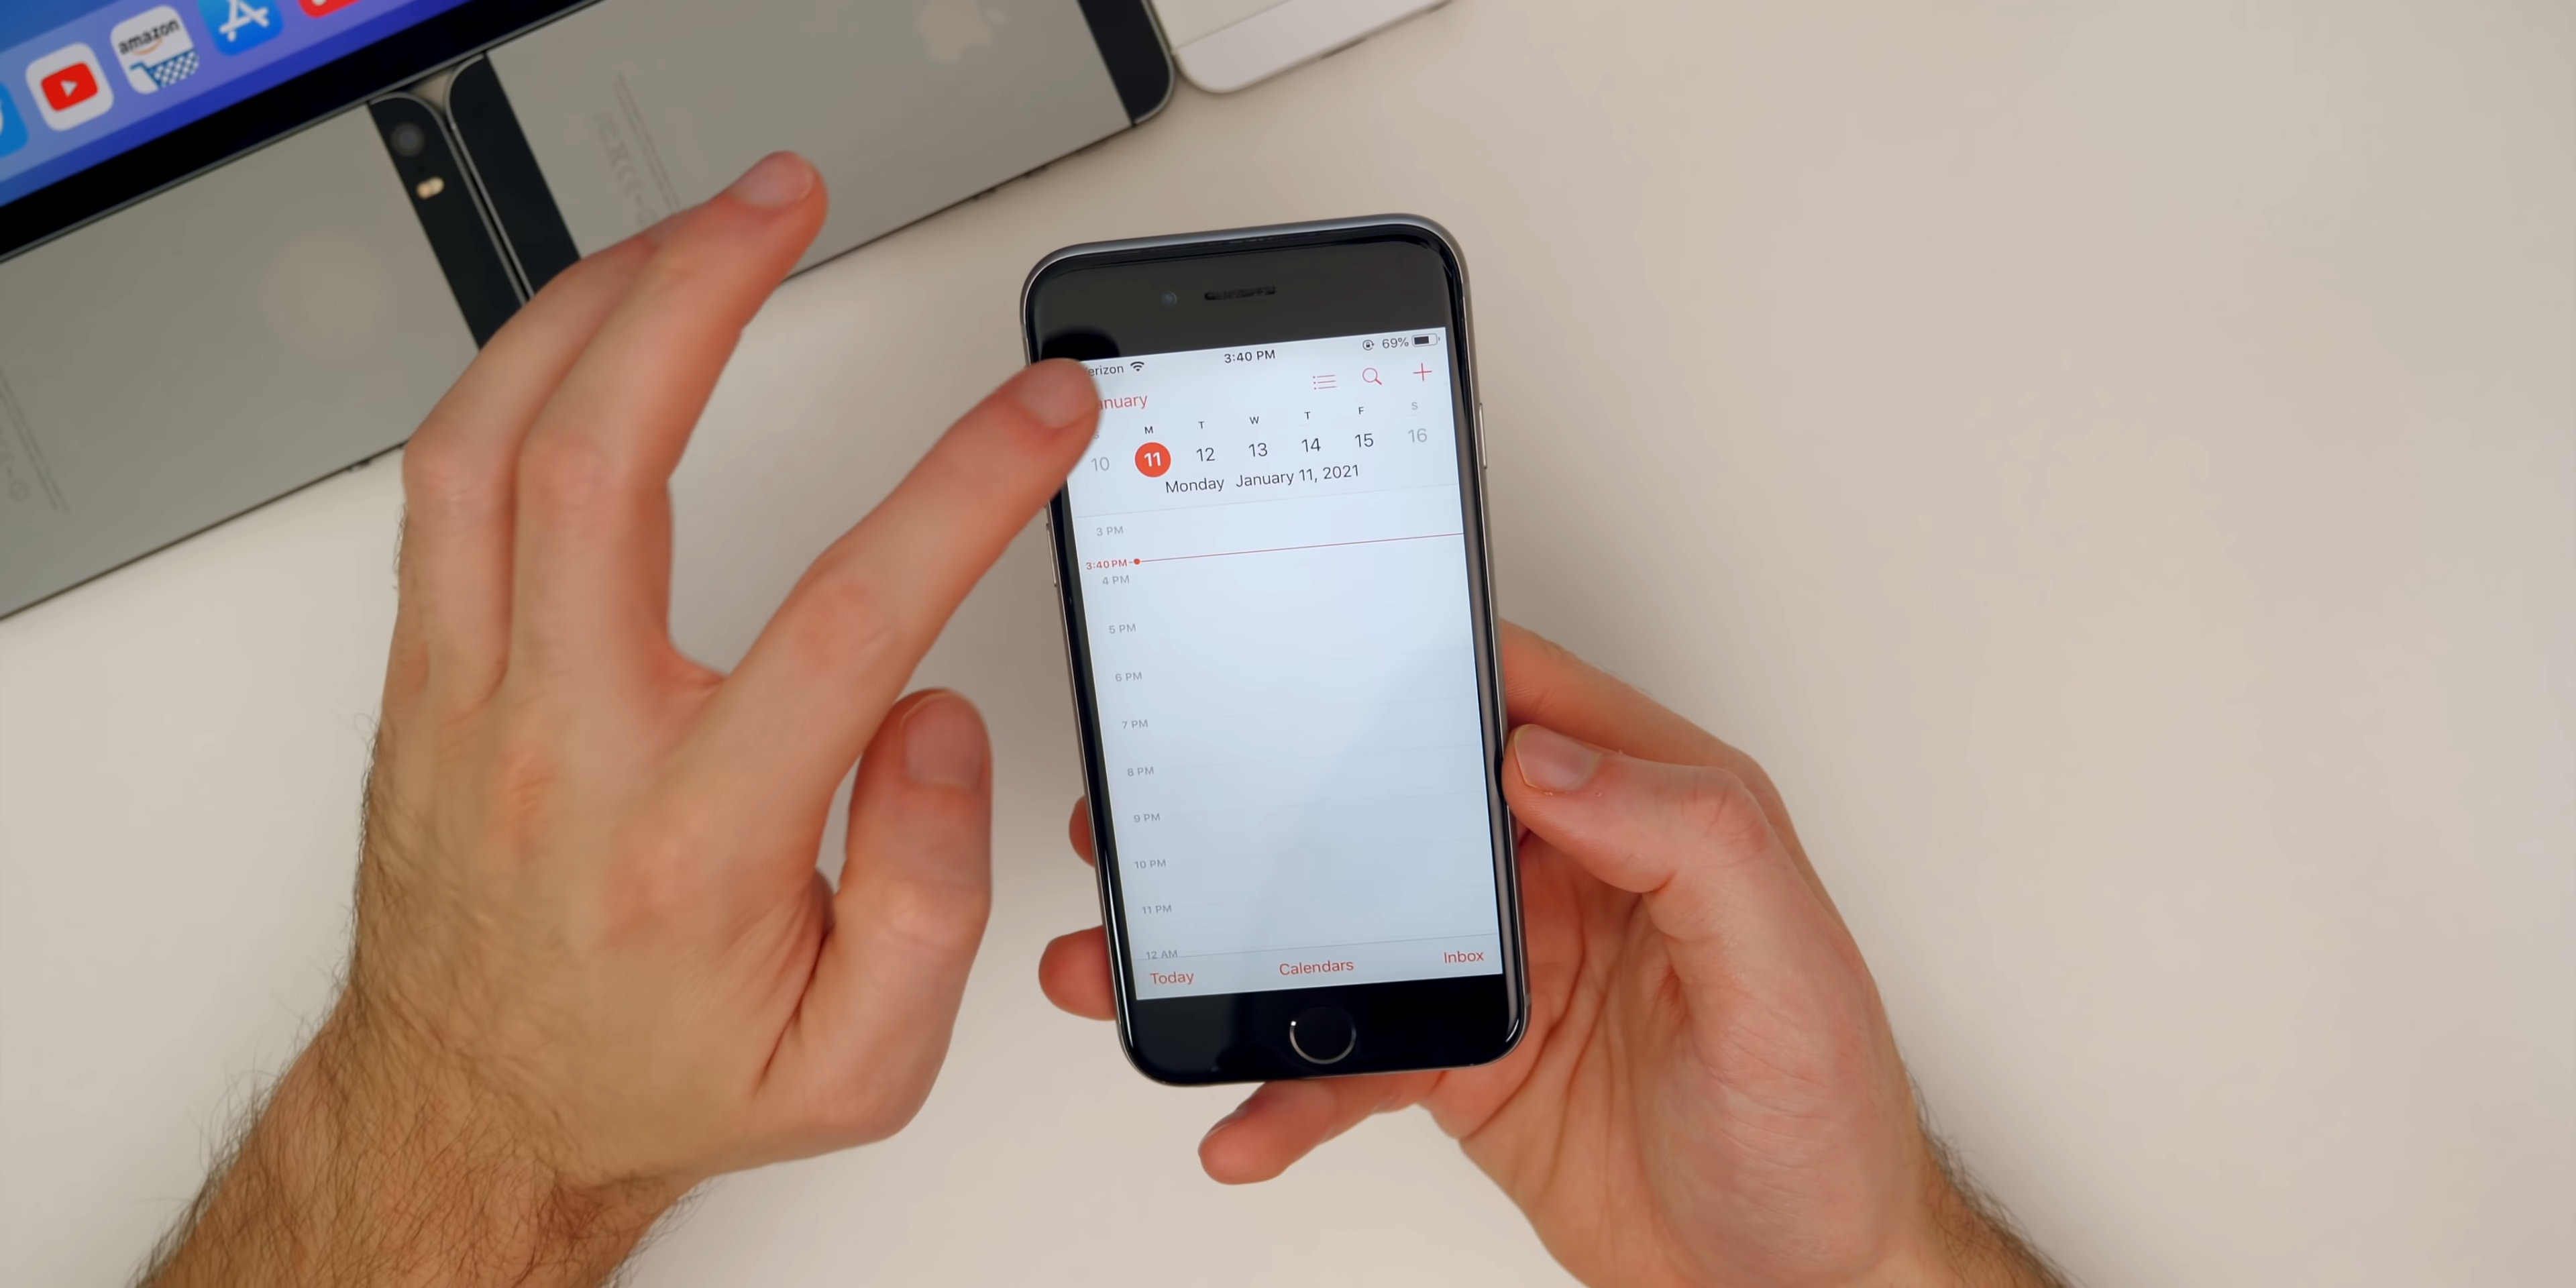 amazon
erizon 3:40 PM 69%
anuary
M T W T F S
10 11 12 13 14 15 16
Monday January 11, 2021
3 PM
3:40 PM
4 PM
5 PM
6 PM
7 PM
8 PM
9 PM
10 PM
11 PM
12 AM
Today Calendars Inbox